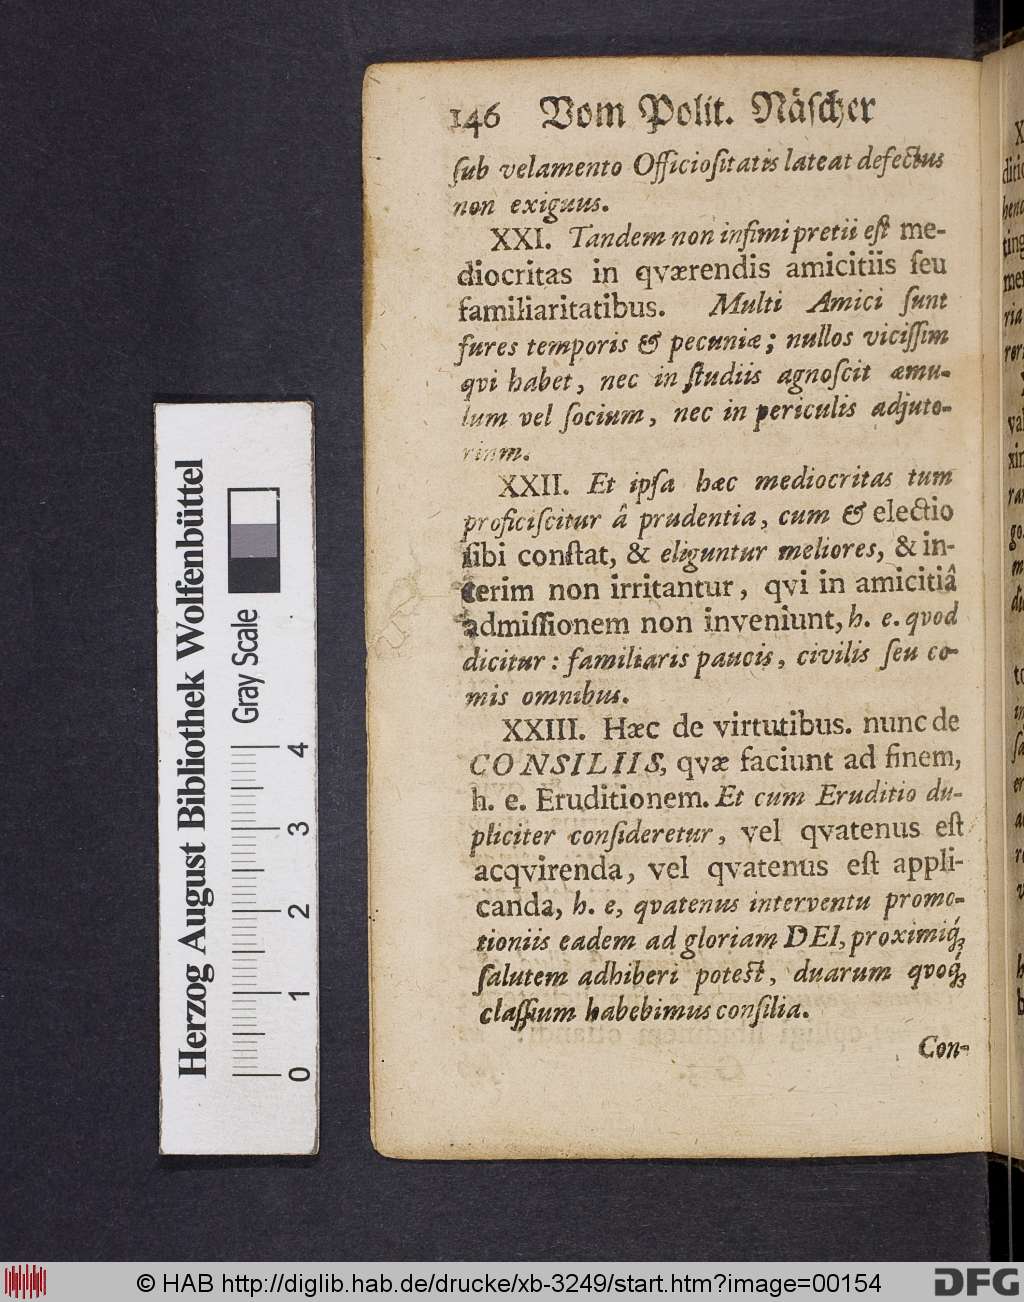 146 Vom Polit. Näſcher
ſub velamento Officioſitatis lateat defectus
non exiguus.
XXI. Tandem non infimi pretii eſt me-
diocritas in qværendis amicitiis ſeu
familiaritatibus. Multi Amici ſunt
fures temporis & pecuniæ; nullos viciſſim
qvi habet, nec in ſtudiis agnoſcit æmu-
lum vel ſocium, nec in periculis adjuto-
rium.
XXII. Et ipſa hæc mediocritas tum
proficiſcitur â prudentia, cum & electio
ſibi conſtat, & eliguntur meliores, & in-
terim non irritantur, qvi in amicitiâ
admiſſionem non inveniunt, h. e. qvod
dicitur: familiaris paucis, civilis ſeu co-
mis omnibus.
XXIII. Hæc de virtutibus. nunc de
CONSILIIS, qvæ faciunt ad finem,
h. e. Eruditionem. Et cum Eruditio du-
pliciter conſideretur, vel qvatenus eſt
acqvirenda, vel qvatenus eſt appli-
canda, h. e, qvatenus interventu promo-
tioniis eadem ad gloriam DEI, proximiq́;
ſalutem adhiberi poteſt, duarum qvoq́;
claſſium habebimus conſilia.
Con-
Herzog August Bibliothek Wolfenbüttel
Gray Scale
0 1 2 3 4
© HAB http://diglib.hab.de/drucke/xb-3249/start.htm?image=00154
DFG